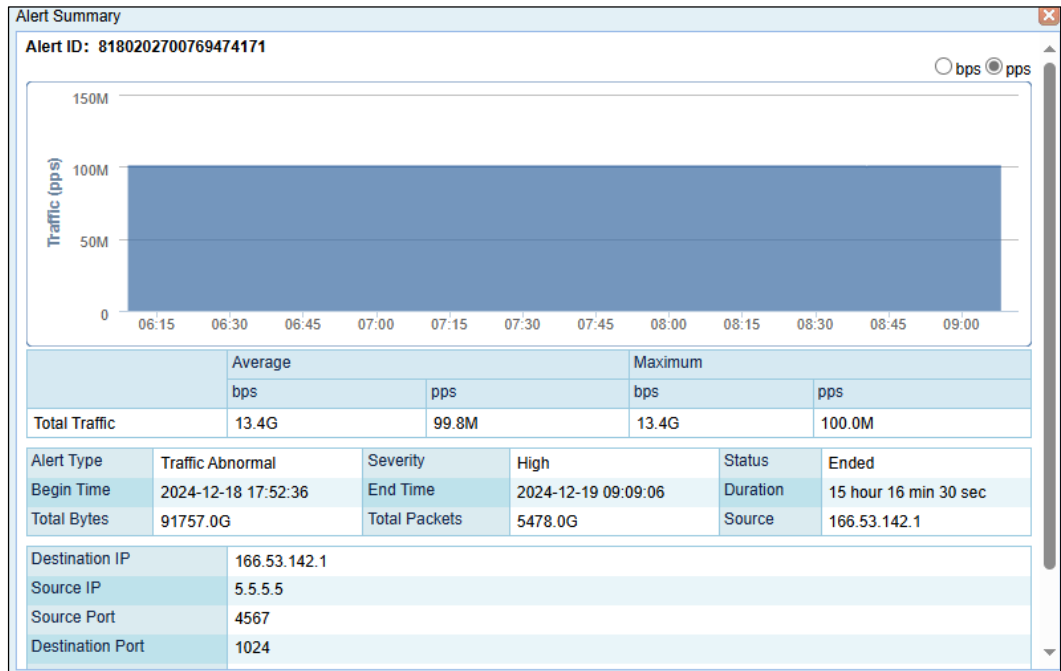 Alert Summary
Alert ID: 8180202700769474171
bps pps
150M
100M
50M
0
Traffic (pps)
06:15 06:30 06:45 07:00 07:15 07:30 07:45 08:00 08:15 08:30 08:45 09:00
Average Maximum
bps pps bps pps
Total Traffic 13.4G 99.8M 13.4G 100.0M
Alert Type Traffic Abnormal Severity High Status Ended
Begin Time 2024-12-18 17:52:36 End Time 2024-12-19 09:09:06 Duration 15 hour 16 min 30 sec
Total Bytes 91757.0G Total Packets 5478.0G Source 166.53.142.1
Destination IP 166.53.142.1
Source IP 5.5.5.5
Source Port 4567
Destination Port 1024